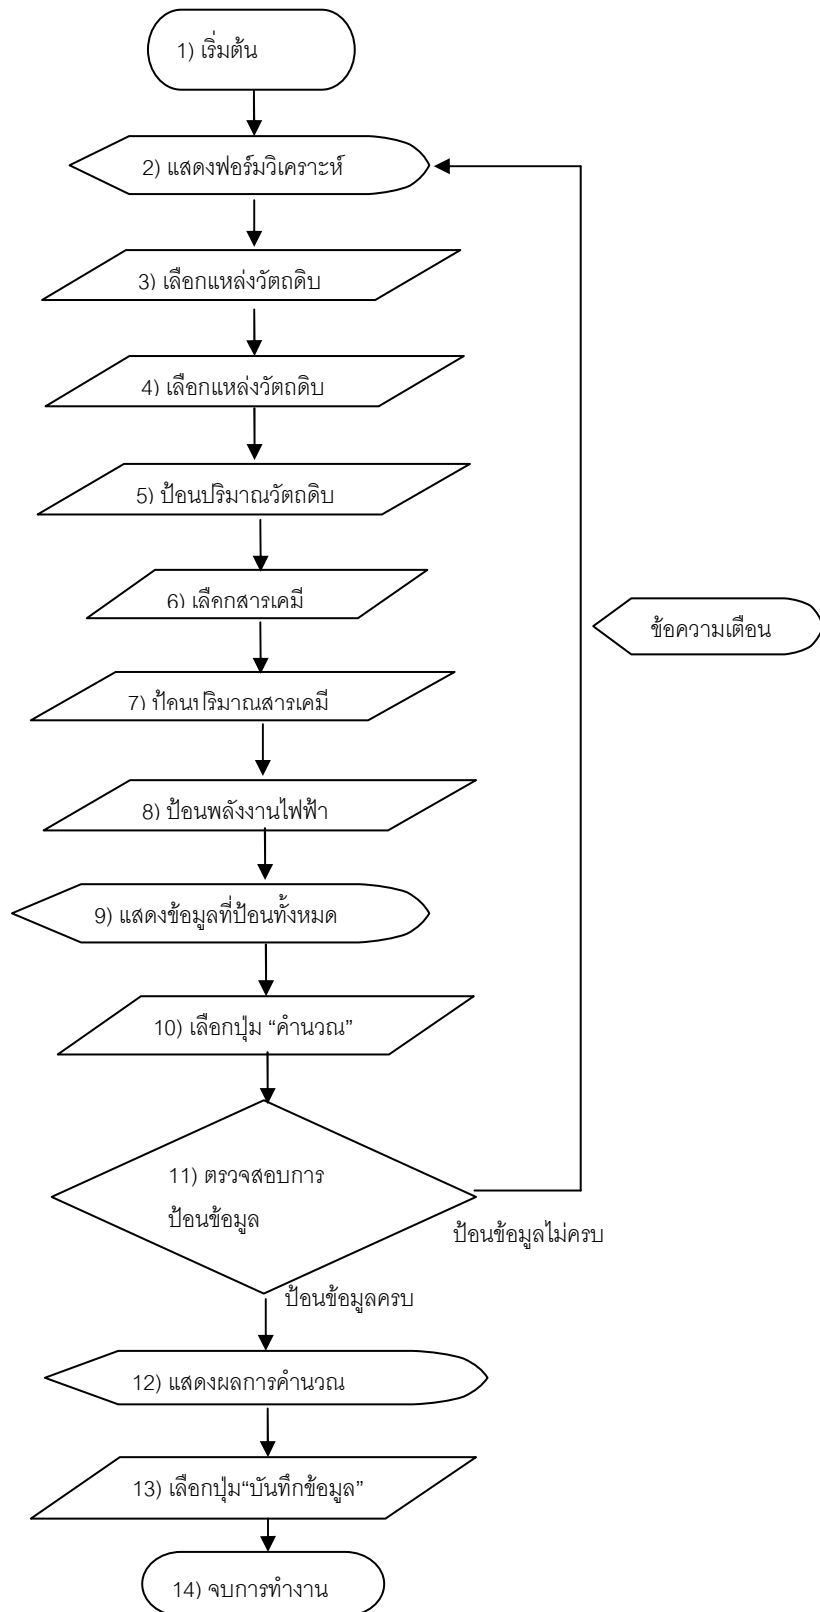 1) เริ่มต้น
2) แสดงฟอร์มวิเคราะห์
3) เลือกแหล่งวัตถุดิบ
4) เลือกแหล่งวัตถุดิบ
5) ป้อนปริมาณวัตถุดิบ
6) เลือกสารเคมี
ข้อความเตือน
7) ป้อนปริมาณสารเคมี
8) ป้อนพลังงานไฟฟ้า
9) แสดงข้อมูลที่ป้อนทั้งหมด
10) เลือกปุ่ม “คำนวณ”
11) ตรวจสอบการ
ป้อนข้อมูล
ป้อนข้อมูลไม่ครบ
ป้อนข้อมูลครบ
12) แสดงผลการคำนวณ
13) เลือกปุ่ม“บันทึกข้อมูล”
14) จบการทำงาน